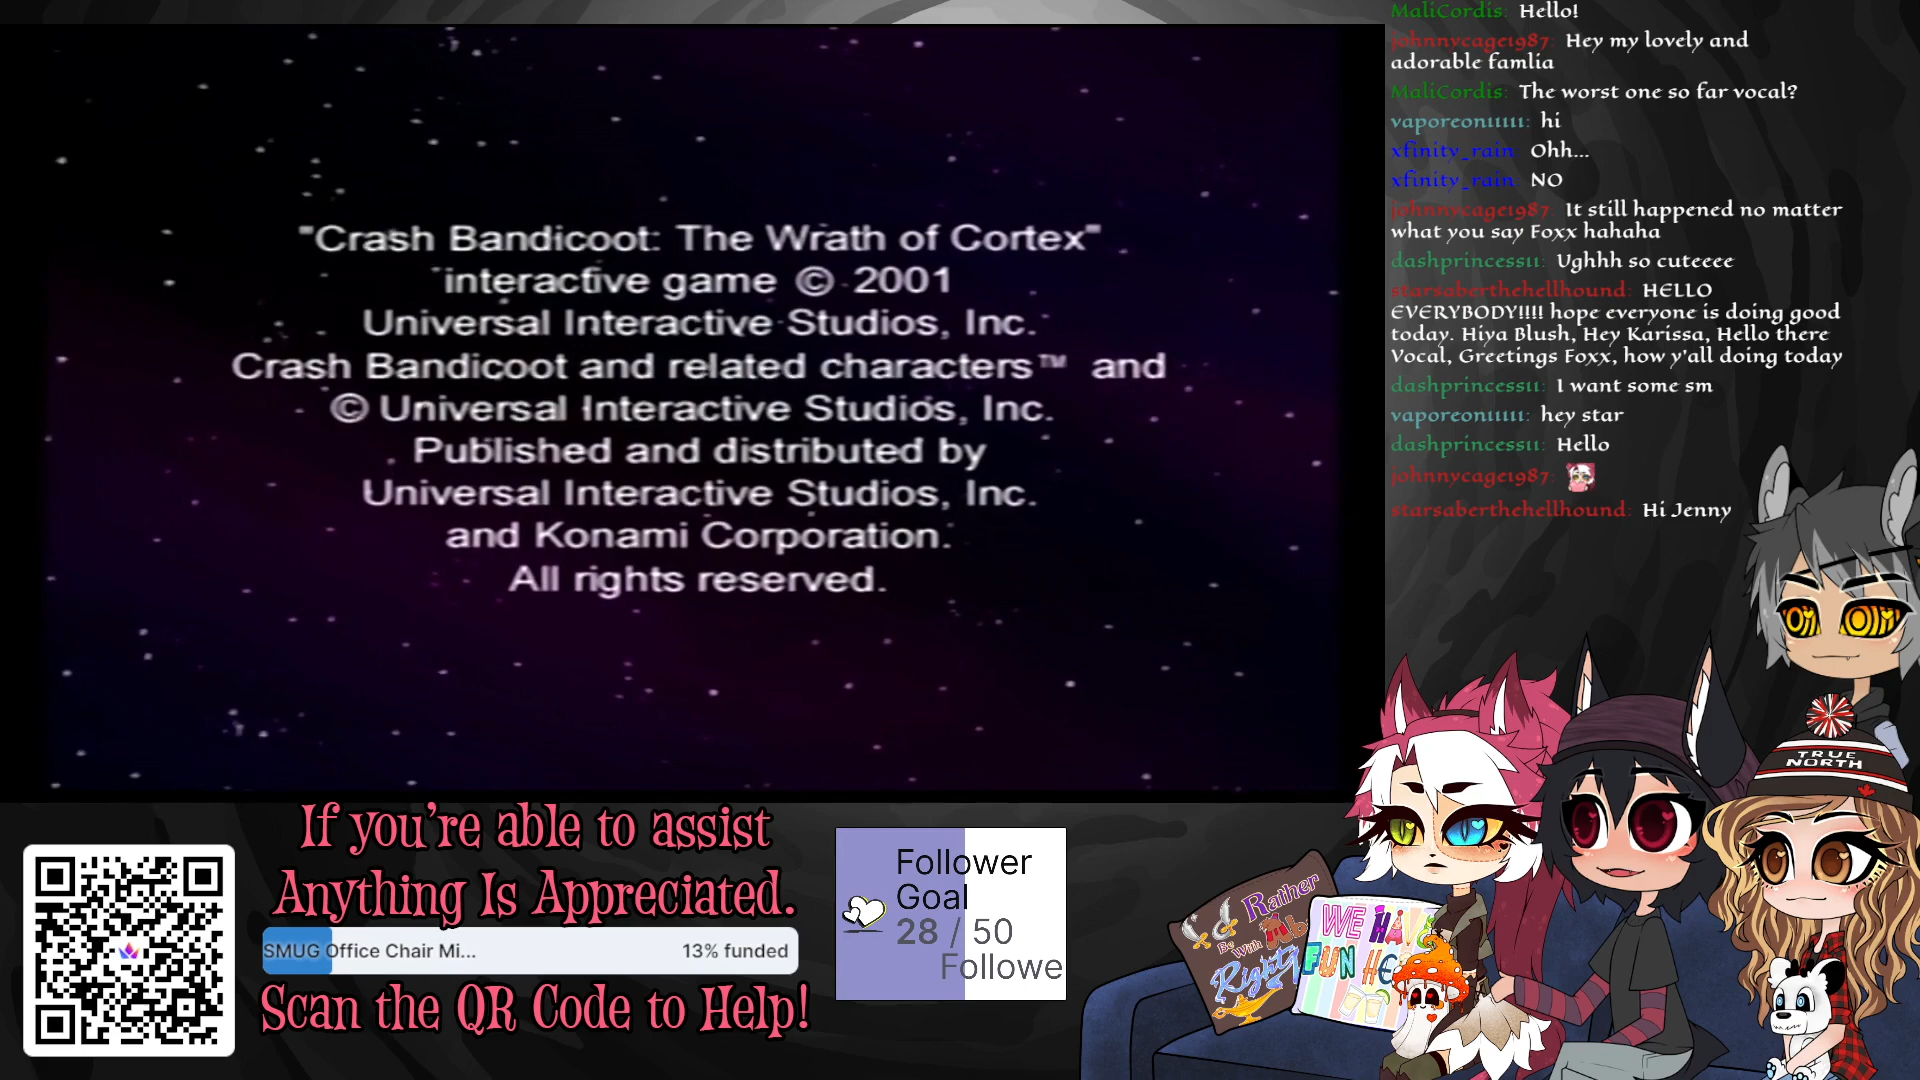 "Crash Bandicoot: The Wrath of Cortex"
interactive game © 2001
Universal Interactive Studios, Inc.
Crash Bandicoot and related characters™ and
© Universal Interactive Studios, Inc.
Published and distributed by
Universal Interactive Studios, Inc.
and Konami Corporation.
All rights reserved.
MaliCordis: Hello!
johnnycage1987: Hey my lovely and
adorable famlia
MaliCordis: The worst one so far vocal?
vaporeon11111: hi
xfinity_rain: Ohh...
xfinity_rain: NO
johnnycage1987: It still happened no matter
what you say Foxx hahaha
dashprincess11: Ughhh so cuteeee
starsaberthehellhound: HELLO
EVERYBODY!!!! hope everyone is doing good
today. Hiya Blush, Hey Karissa, Hello there
Vocal, Greetings Foxx, how y'all doing today
dashprincess11: I want some sm
vaporeon11111: hey star
dashprincess11: Hello
johnnycage1987:
starsaberthehellhound: Hi Jenny
If you're able to assist
Anything Is Appreciated.
SMUG Office Chair Mi... 13% funded
Scan the QR Code to Help!
Follower
Goal
28 / 50
Followe
TRUE
NORTH
Rather
Be With
Righty
WE HAV
FUN HE